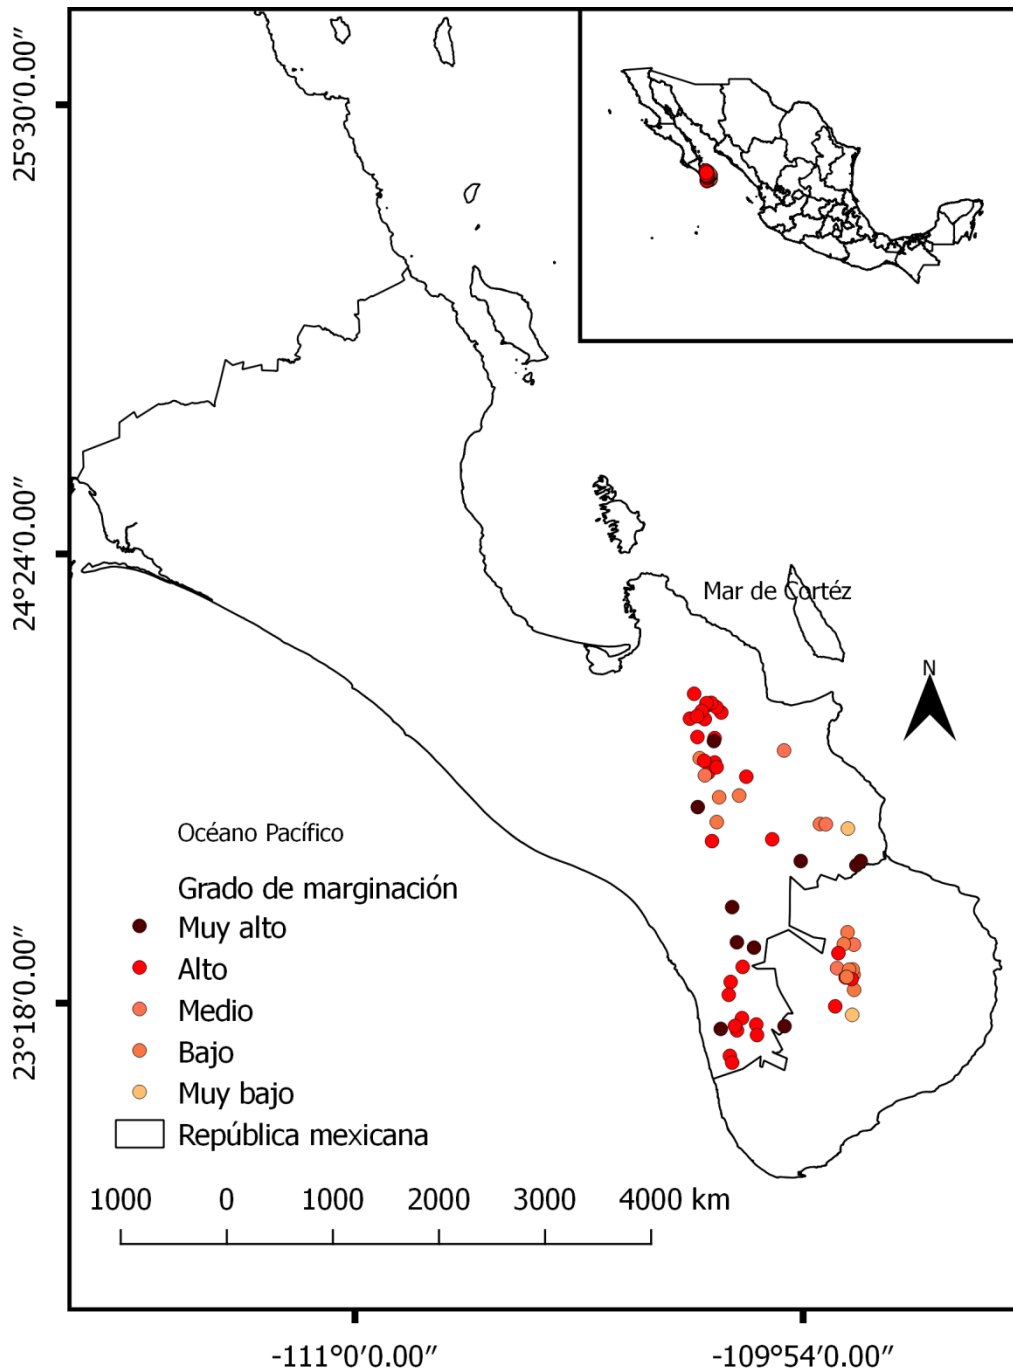 25°30′0.00″
24°24′0.00″
23°18′0.00″
Mar de Cortéz
N
Océano Pacífico
Grado de marginación
Muy alto
Alto
Medio
Bajo
Muy bajo
República mexicana
1000 0 1000 2000 3000 4000 km
-111°0′0.00″ -109°54′0.00″